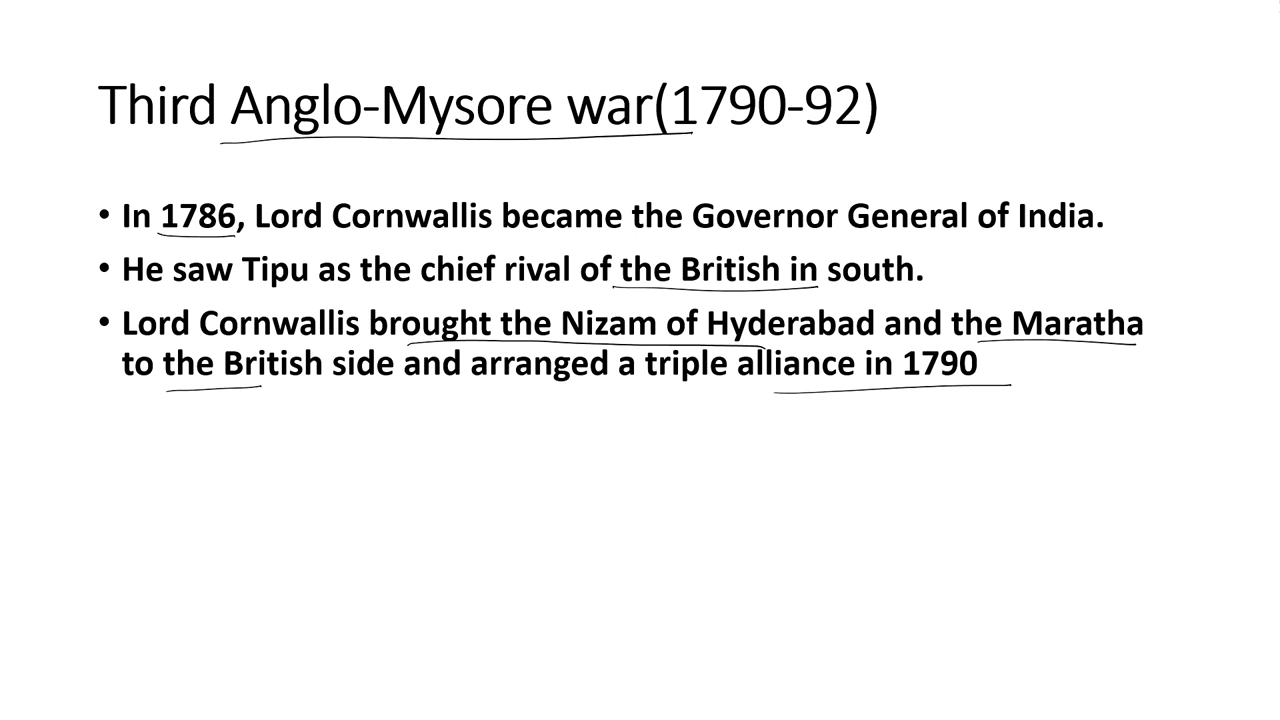 Third Anglo-Mysore war(1790-92)
• In 1786, Lord Cornwallis became the Governor General of India.
• He saw Tipu as the chief rival of the British in south.
• Lord Cornwallis brought the Nizam of Hyderabad and the Maratha
to the British side and arranged a triple alliance in 1790